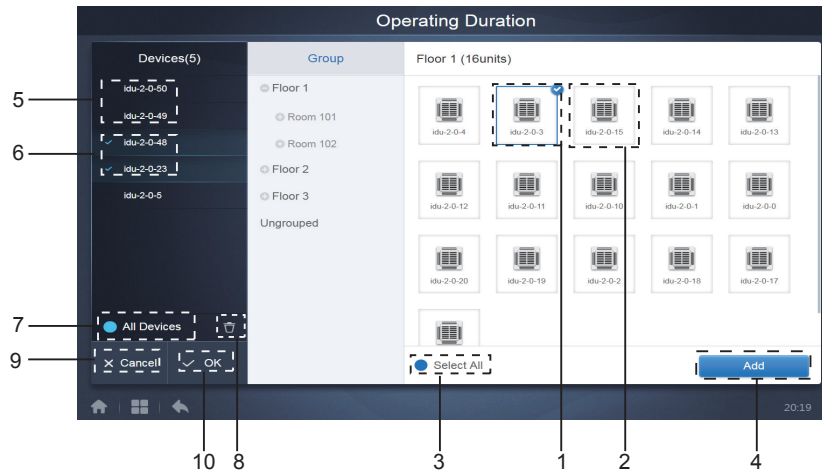 Operating Duration
Devices(5)
Group
Floor 1 (16units)
5
idu-2-0-50
idu-2-0-49
6
idu-2-0-48
idu-2-0-23
idu-2-0-5
Floor 1
Room 101
Room 102
Floor 2
Floor 3
Ungrouped
idu-2-0-4
idu-2-0-3
idu-2-0-15
idu-2-0-14
idu-2-0-13
idu-2-0-12
idu-2-0-11
idu-2-0-10
idu-2-0-1
idu-2-0-0
idu-2-0-20
idu-2-0-19
idu-2-0-2
idu-2-0-18
idu-2-0-17
7
All Devices
9
Cancel
OK
Select All
Add
20:19
10
8
3
1
2
4